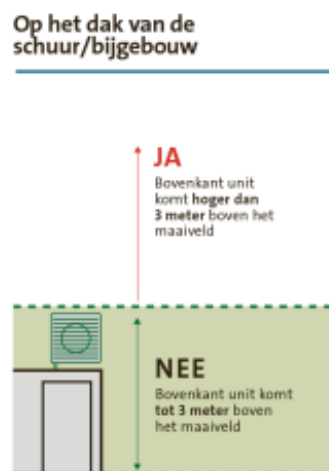 Op het dak van de
schuur/bijgebouw
JA
Bovenkant unit
komt hoger dan
3 meter boven het
maaiveld
NEE
Bovenkant unit komt
tot 3 meter boven
het maaiveld